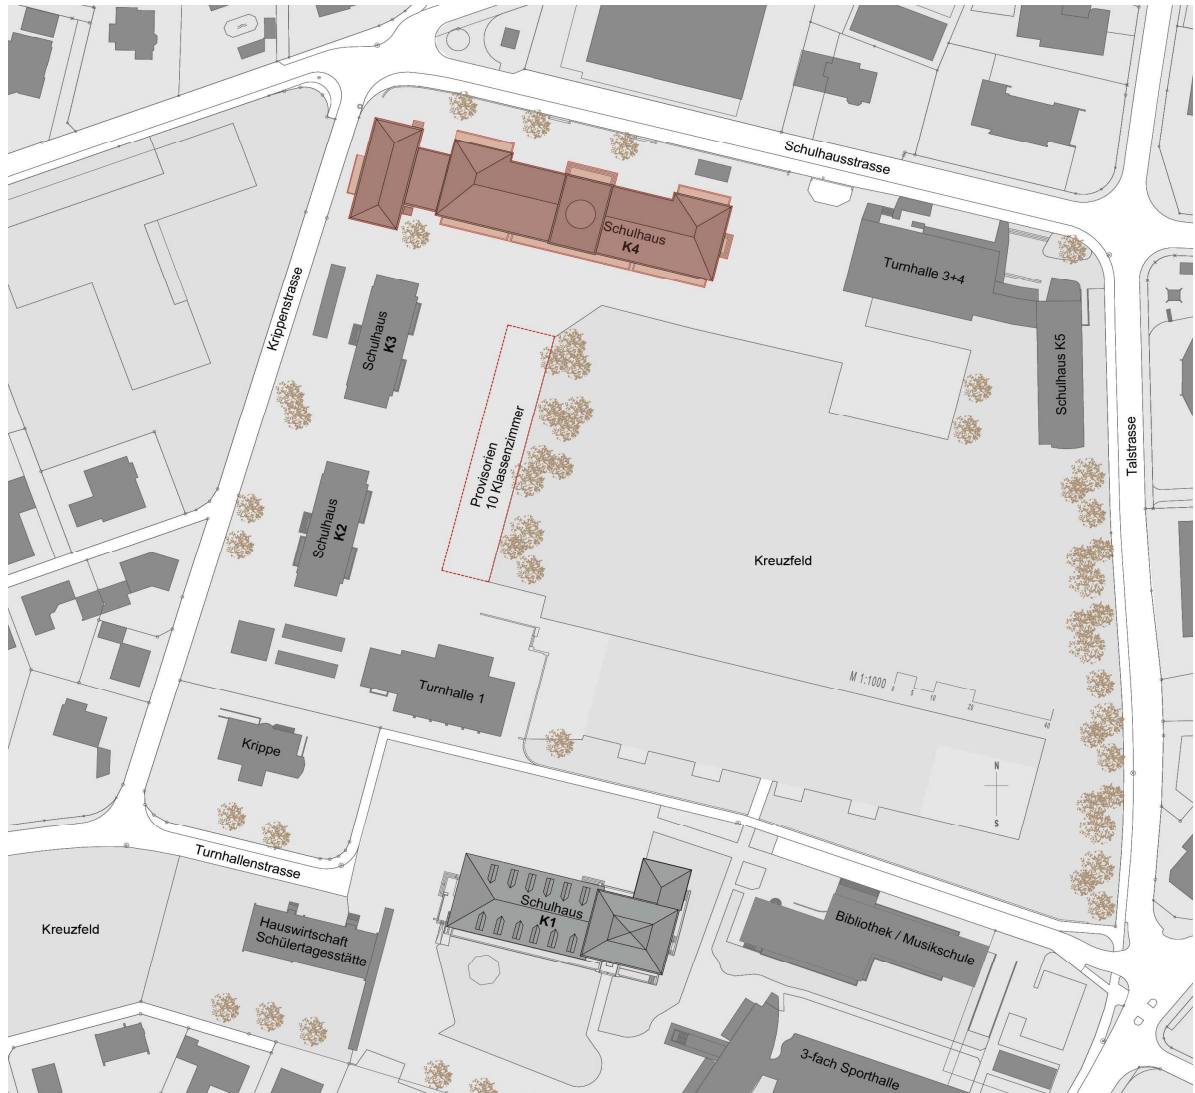 Schulhausstrasse
Schulhaus
K4
Turnhalle 3+4
Krippenstrasse
Schulhaus
K3
Schulhaus K5
Talstrasse
Provisorien
10 Klassenzimmer
Schulhaus
K2
Kreuzfeld
M 1:1000
0
5
10
20
40
Turnhalle 1
Krippe
N
S
Turnhallenstrasse
Schulhaus
K1
Kreuzfeld
Hauswirtschaft
Schülertagesstätte
Bibliothek / Musikschule
3-fach Sporthalle